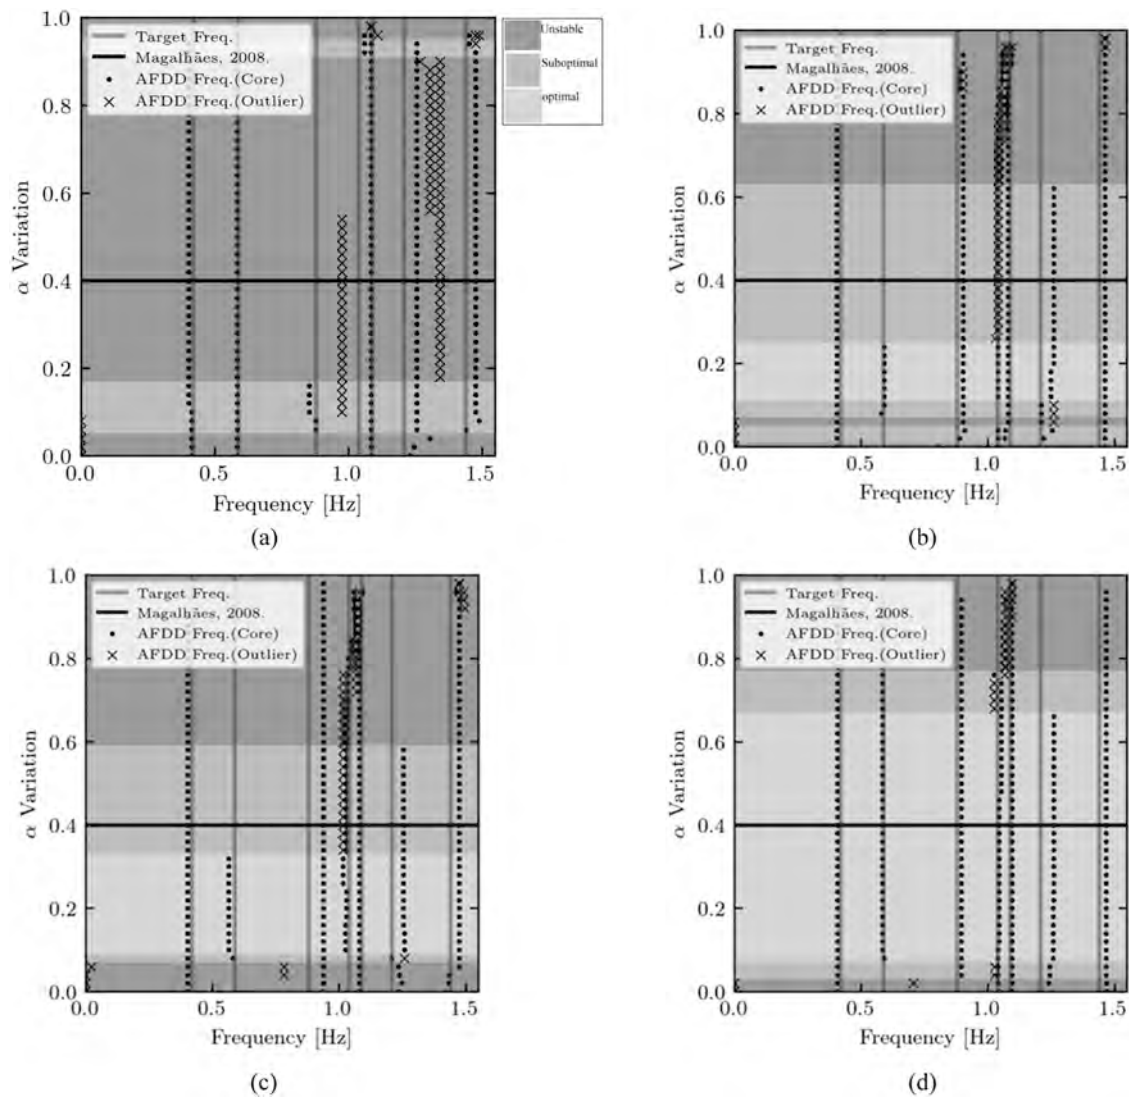 1.0
0.8
0.6
0.4
0.2
0.0
α Variation
Target Freq.
Magalhães, 2008.
AFDD Freq.(Core)
AFDD Freq.(Outlier)
0.0 0.5 1.0 1.5
Frequency [Hz]
(a)
Unstable
Suboptimal
optimal
1.0
0.8
0.6
0.4
0.2
0.0
α Variation
Target Freq.
Magalhães, 2008.
AFDD Freq.(Core)
AFDD Freq.(Outlier)
0.0 0.5 1.0 1.5
Frequency [Hz]
(b)
1.0
0.8
0.6
0.4
0.2
0.0
α Variation
Target Freq.
Magalhães, 2008.
AFDD Freq.(Core)
AFDD Freq.(Outlier)
0.0 0.5 1.0 1.5
Frequency [Hz]
(c)
1.0
0.8
0.6
0.4
0.2
0.0
α Variation
Target Freq.
Magalhães, 2008.
AFDD Freq.(Core)
AFDD Freq.(Outlier)
0.0 0.5 1.0 1.5
Frequency [Hz]
(d)